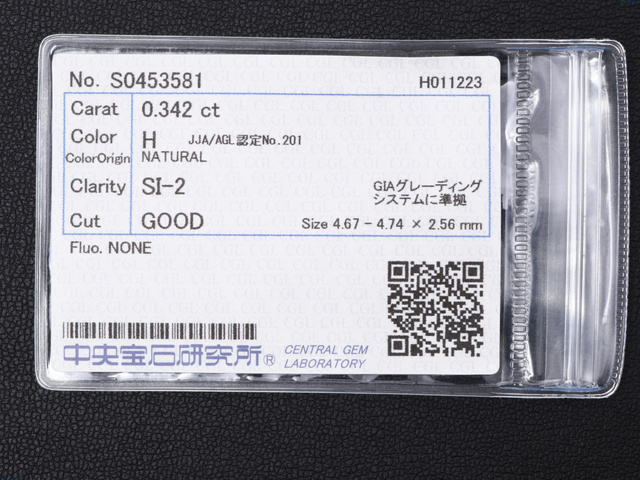 No. S0453581 H011223
Carat 0.342 ct
Color H JJA/AGL認定No.201
ColorOrigin NATURAL
Clarity SI-2 GIAグレーディング
システムに準拠
Cut GOOD Size 4.67 - 4.74 × 2.56 mm
Fluo. NONE
中央宝石研究所® CENTRAL GEM
LABORATORY